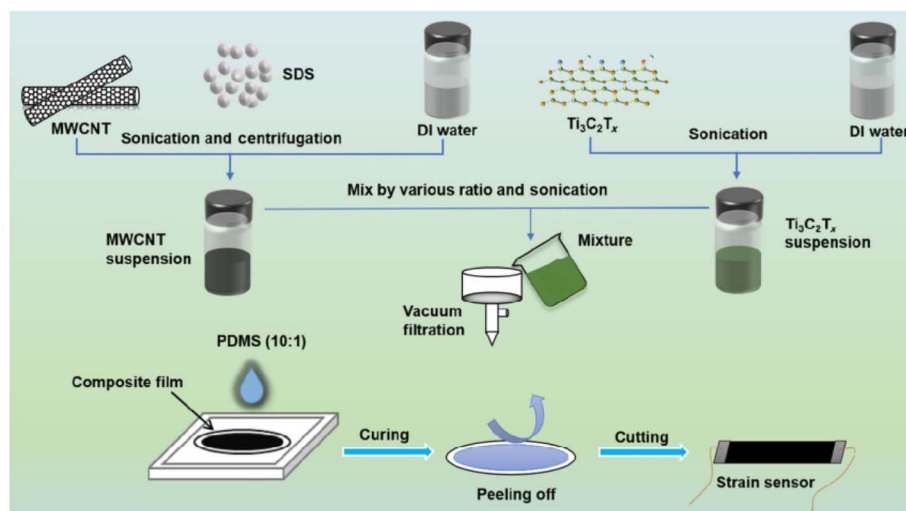 SDS
MWCNT
DI water
Ti₃C₂Tₓ
DI water
Sonication and centrifugation
Sonication
Mix by various ratio and sonication
MWCNT
suspension
Mixture
Ti₃C₂Tₓ
suspension
Vacuum
filtration
PDMS (10:1)
Composite film
Curing
Peeling off
Cutting
Strain sensor